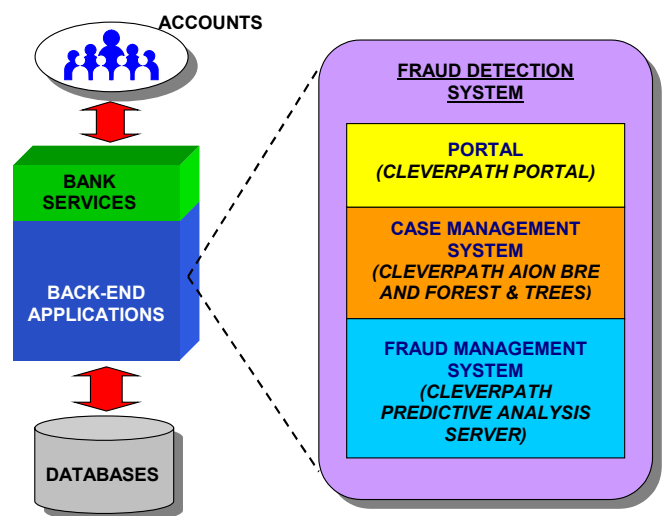 ACCOUNTS
BANK
SERVICES
BACK-END
APPLICATIONS
DATABASES
FRAUD DETECTION
SYSTEM
PORTAL
(CLEVERPATH PORTAL)
CASE MANAGEMENT
SYSTEM
(CLEVERPATH AION BRE
AND FOREST & TREES)
FRAUD MANAGEMENT
SYSTEM
(CLEVERPATH
PREDICTIVE ANALYSIS
SERVER)